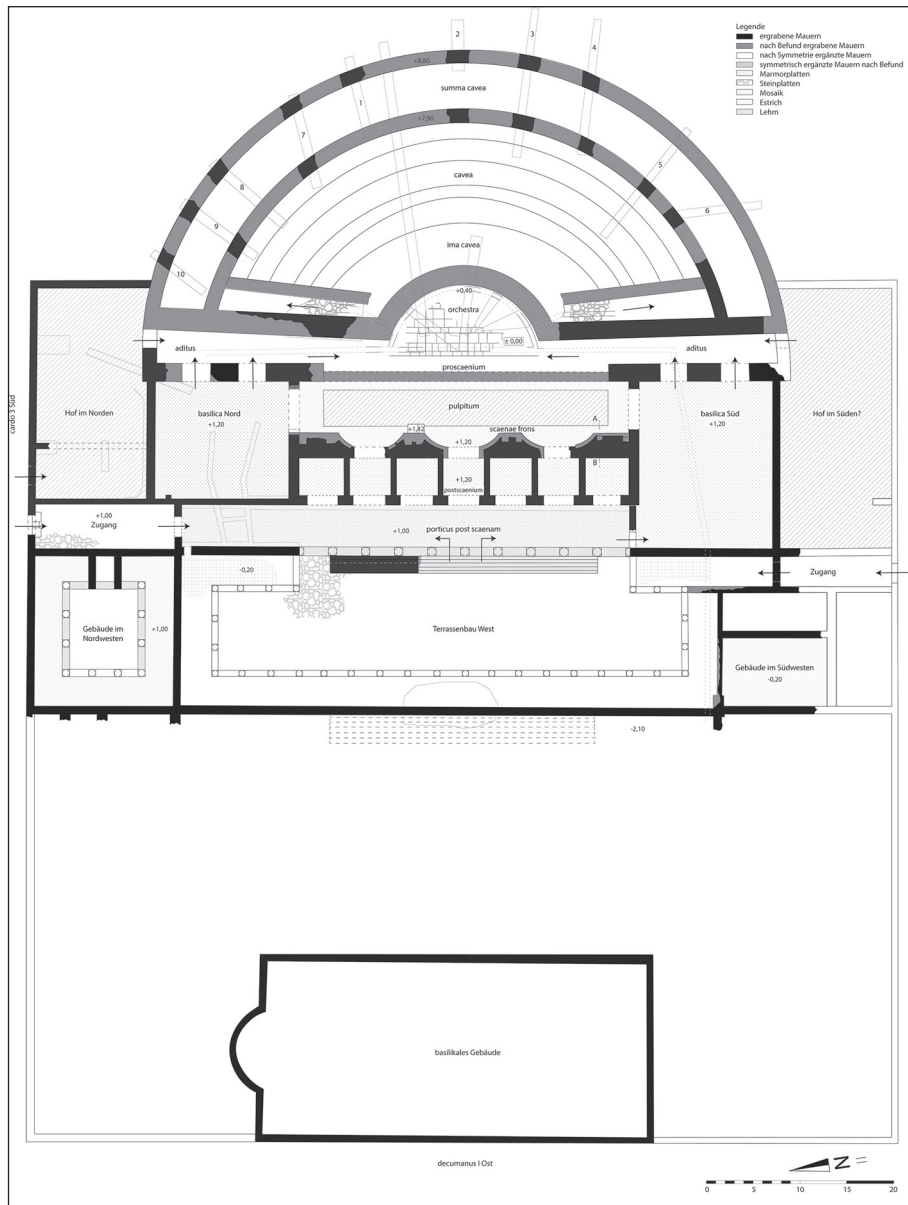 Legende
ergrabene Mauern
nach Befund ergrabene Mauern
nach Symmetrie ergänzte Mauern
symmetrisch ergänzte Mauern nach Befund
Marmorplatten
Steinplatten
Mosaik
Estrich
Lehm
2
3
4
+8,80
summa cavea
1
+7,90
7
cavea
5
8
6
9
ima cavea
10
+0,40
orchestra
± 0,00
aditus
aditus
proscaenium
cardo 3 Süd
Hof im Norden
basilica Nord
+1,20
pulpitum
basilica Süd
+1,20
Hof im Süden?
A
+1,42
scaenae frons
+1,20
B
+1,20
postscaenium
+1,00
Zugang
+1,00
porticus post scaenam
-0,20
Zugang
Gebäude im
Nordwesten
+1,00
Terrassenbau West
Gebäude im Südwesten
-0,20
-2,10
basilikales Gebäude
decumanus I Ost
N
0 5 10 15 20